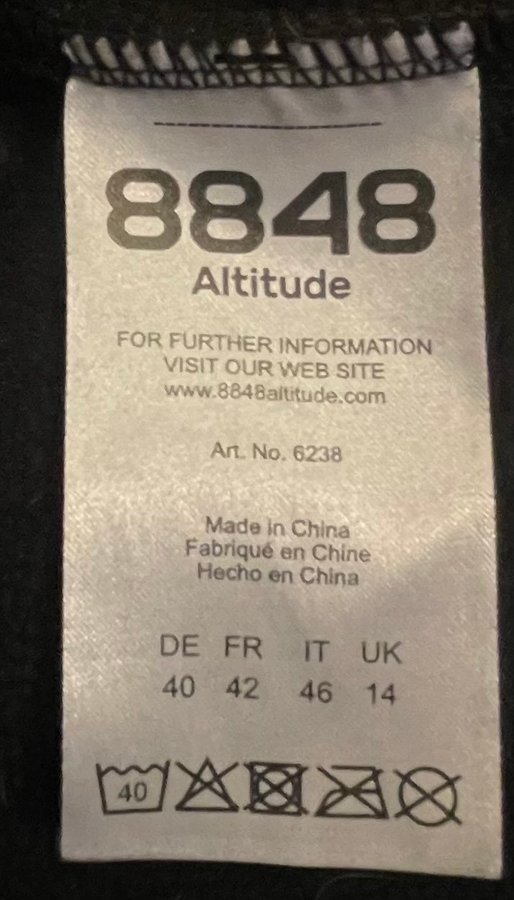 8848
Altitude
FOR FURTHER INFORMATION
VISIT OUR WEB SITE
www.8848altitude.com
Art. No. 6238
Made in China
Fabriqué en Chine
Hecho en China
DE FR IT UK
40 42 46 14
40